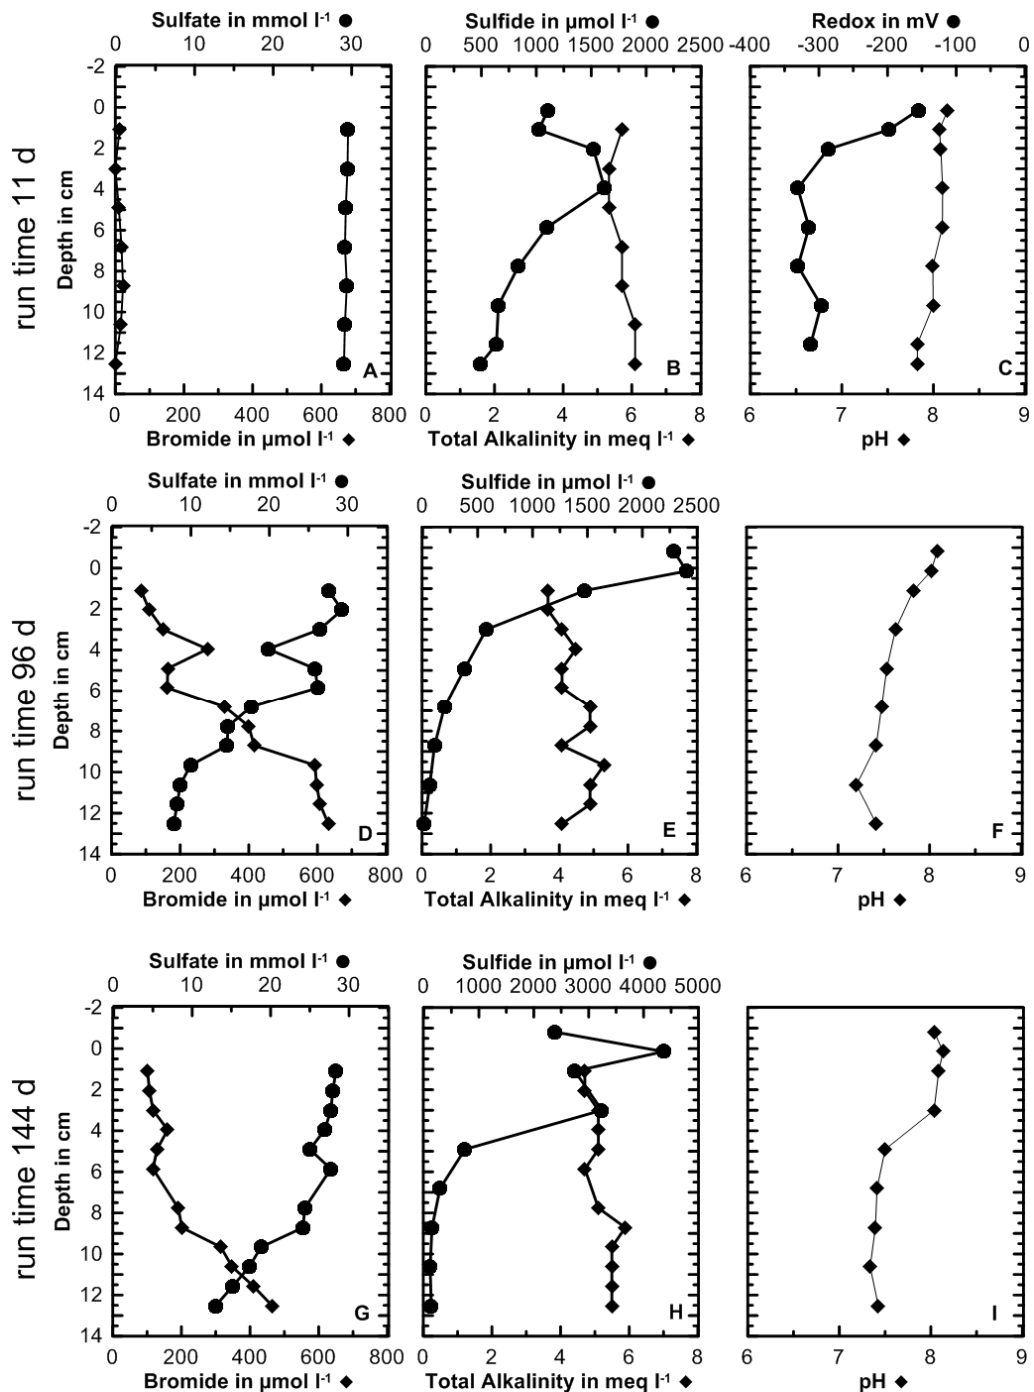 Sulfate in mmol l-1 ●
0 10 20 30
Sulfide in µmol l-1 ●
0 500 1000 1500 2000 2500
Redox in mV ●
-400 -300 -200 -100 0
run time 11 d
Depth in cm
-2
0
2
4
6
8
10
12
14
A
B
C
0 200 400 600 800
Bromide in µmol l-1 ◆
0 2 4 6 8
Total Alkalinity in meq l-1 ◆
6 7 8 9
pH ◆
Sulfate in mmol l-1 ●
0 10 20 30
Sulfide in µmol l-1 ●
0 500 1000 1500 2000 2500
run time 96 d
Depth in cm
-2
0
2
4
6
8
10
12
14
D
E
F
0 200 400 600 800
Bromide in µmol l-1 ◆
0 2 4 6 8
Total Alkalinity in meq l-1 ◆
6 7 8 9
pH ◆
Sulfate in mmol l-1 ●
0 10 20 30
Sulfide in µmol l-1 ●
0 1000 2000 3000 4000 5000
run time 144 d
Depth in cm
-2
0
2
4
6
8
10
12
14
G
H
I
0 200 400 600 800
Bromide in µmol l-1 ◆
0 2 4 6 8
Total Alkalinity in meq l-1 ◆
6 7 8 9
pH ◆